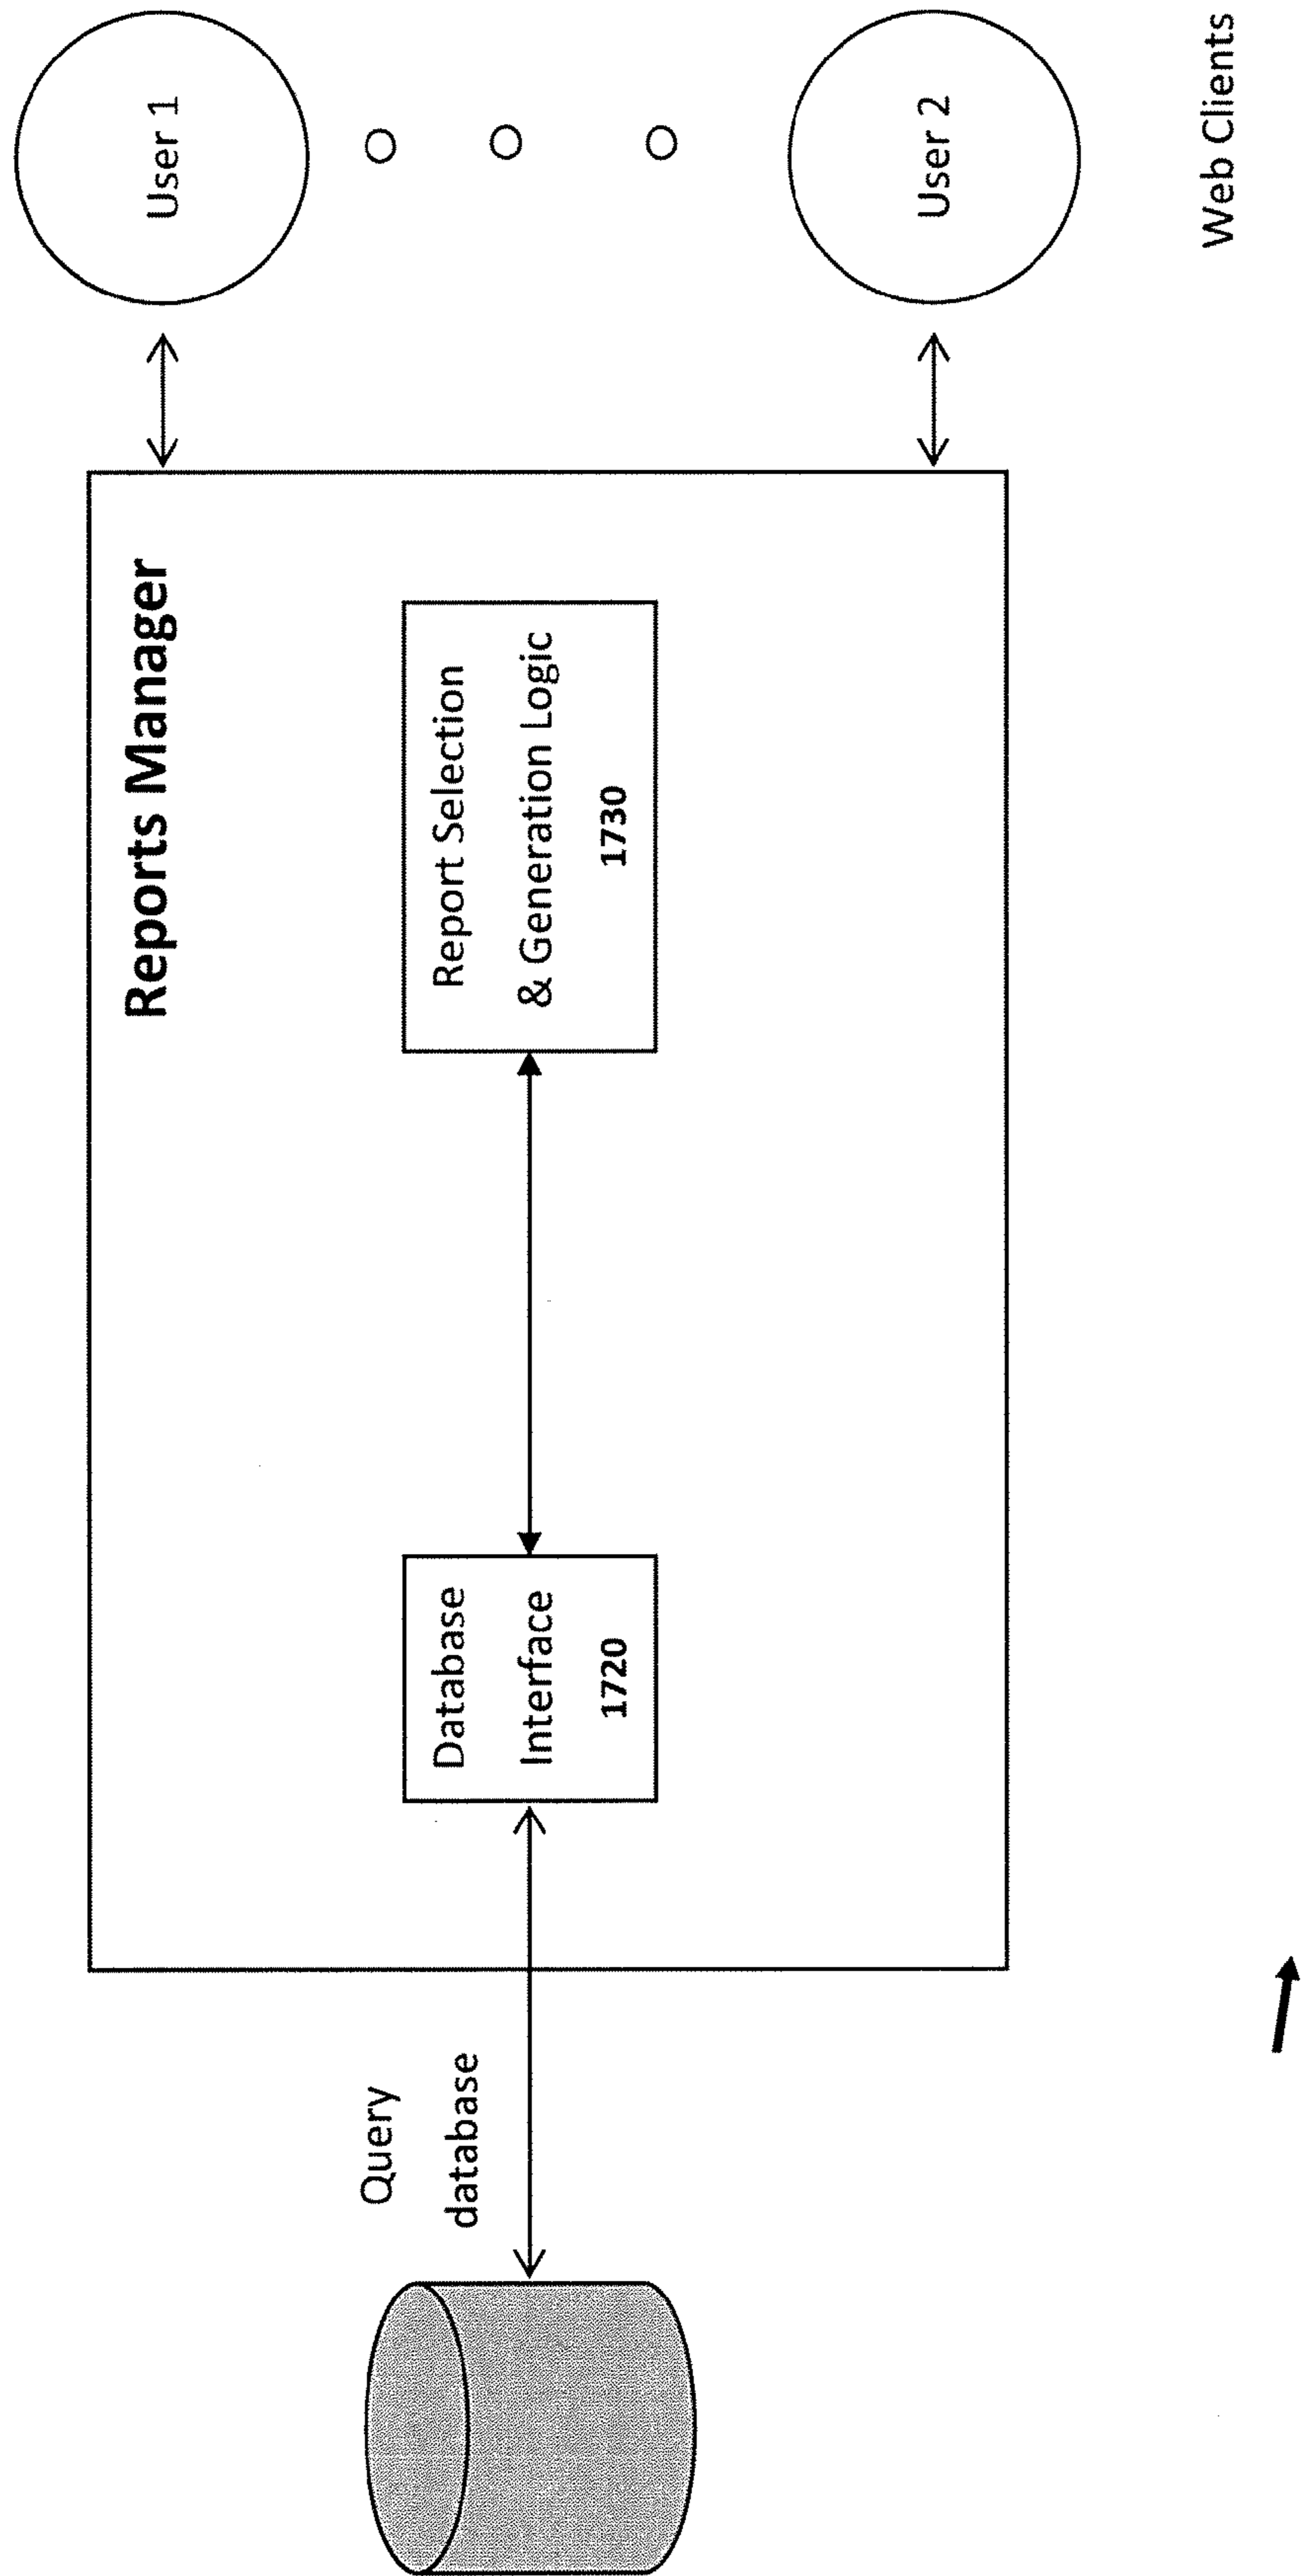 Reports Manager
Query
database
Database
Interface
1720
Report Selection
& Generation Logic
1730
User 1
User 2
Web Clients